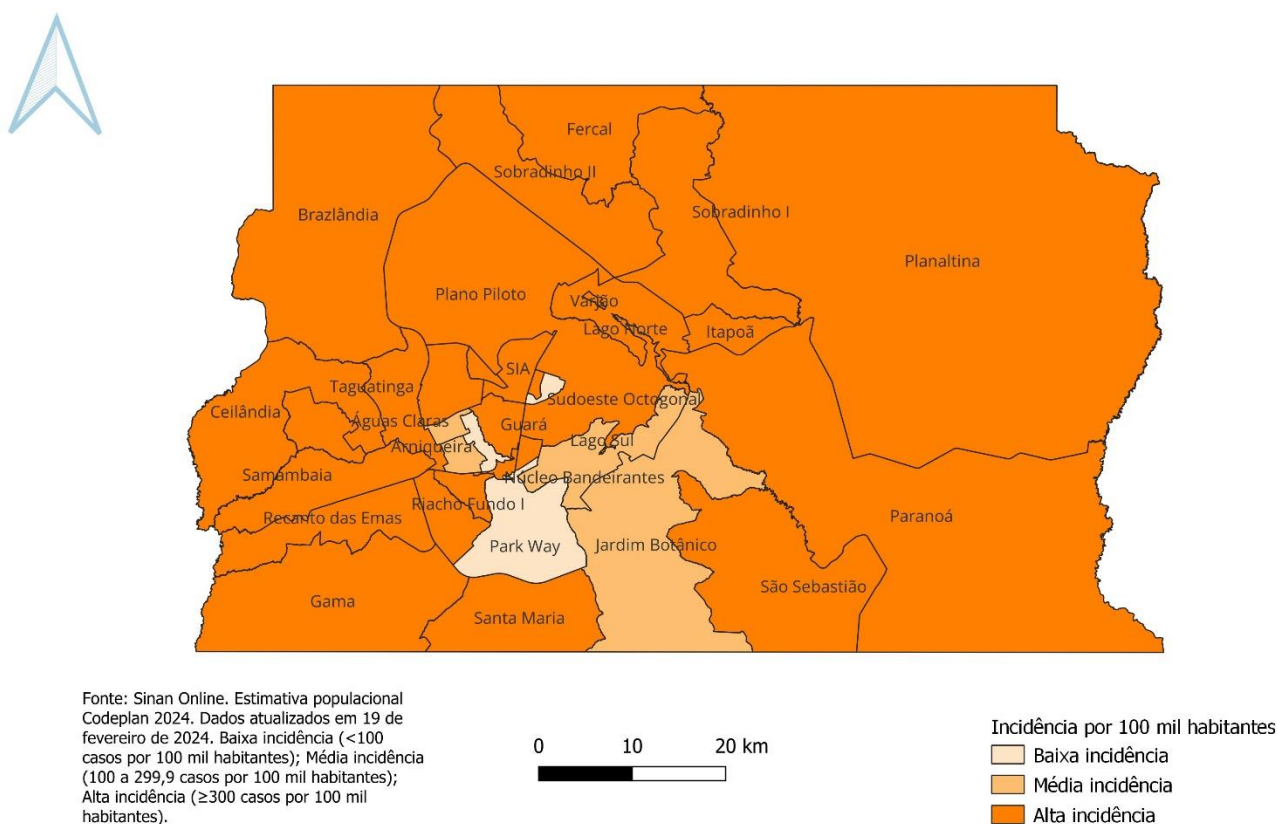 Fercal
Sobradinho II
Brazlândia
Sobradinho I
Planaltina
Plano Piloto
Varjão
Lago Norte
Itapoã
SIA
Taguatinga
Sudoeste Octogonal
Ceilândia
Águas Claras
Guará
Lago Sul
Arniqueira
Samambaia
Núcleo Bandeirantes
Riacho Fundo I
Recanto das Emas
Paranoá
Park Way
Jardim Botânico
São Sebastião
Gama
Santa Maria
Fonte: Sinan Online. Estimativa populacional
Codeplan 2024. Dados atualizados em 19 de
fevereiro de 2024. Baixa incidência (<100
casos por 100 mil habitantes); Média incidência
(100 a 299,9 casos por 100 mil habitantes);
Alta incidência (≥300 casos por 100 mil
habitantes).
0 10 20 km
Incidência por 100 mil habitantes
Baixa incidência
Média incidência
Alta incidência